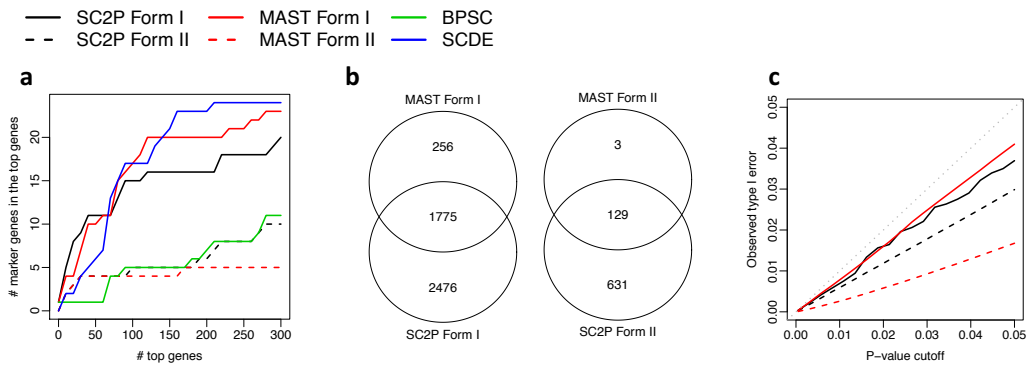 SC2P Form I MAST Form I BPSC
SC2P Form II MAST Form II SCDE
a
# marker genes in the top genes
20
15
10
5
0
0 50 100 150 200 250 300
# top genes
b
MAST Form I
256
1775
2476
SC2P Form I
MAST Form II
3
129
631
SC2P Form II
c
Observed type I error
0.05
0.04
0.03
0.02
0.01
0.00
0.00 0.01 0.02 0.03 0.04 0.05
P-value cutoff